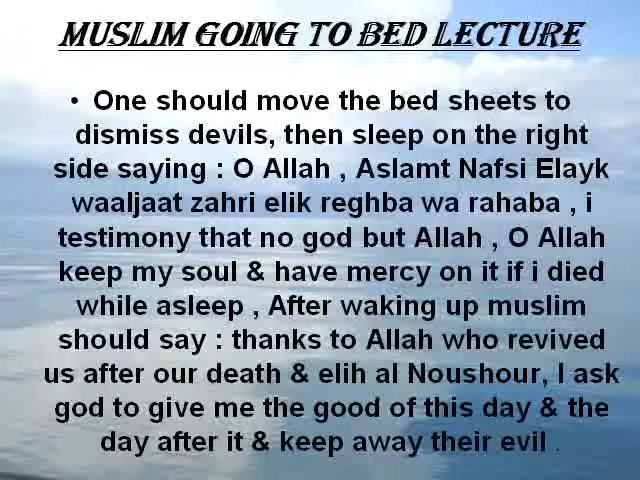 MUSLIM GOING TO BED LECTURE
• One should move the bed sheets to
dismiss devils, then sleep on the right
side saying : O Allah , Aslamt Nafsi Elayk
waaljaat zahri elik reghba wa rahaba , i
testimony that no god but Allah , O Allah
keep my soul & have mercy on it if i died
while asleep , After waking up muslim
should say : thanks to Allah who revived
us after our death & elih al Noushour, I ask
god to give me the good of this day & the
day after it & keep away their evil .